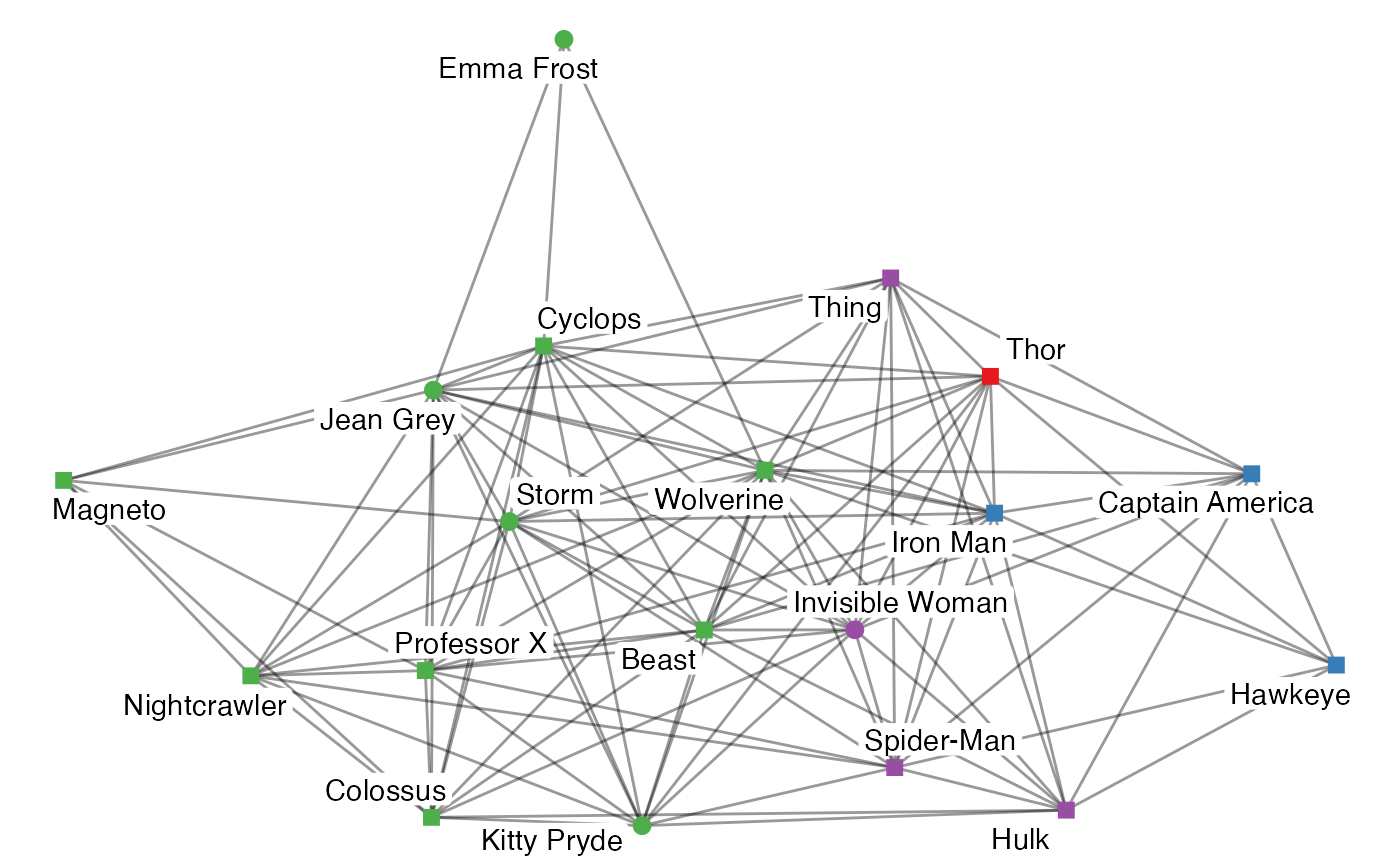 Emma Frost
Thing
Cyclops
Thor
Jean Grey
Storm
Wolverine
Captain America
Magneto
Iron Man
Invisible Woman
Professor X
Beast
Nightcrawler
Hawkeye
Spider-Man
Colossus
Kitty Pryde
Hulk